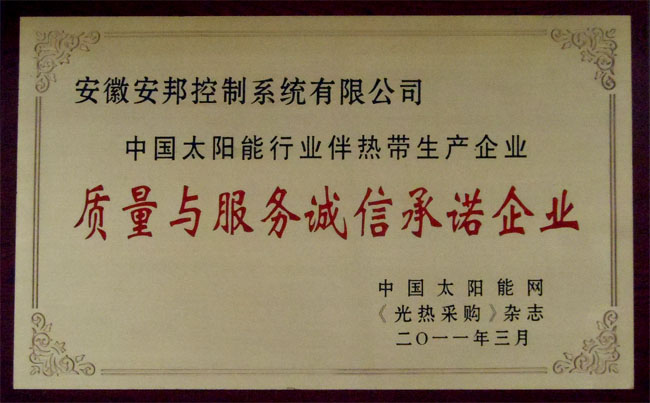 安徽安邦控制系统有限公司
中国太阳能行业伴热带生产企业
质量与服务诚信承诺企业
中国太阳能网
《光热采购》杂志
二〇一一年三月